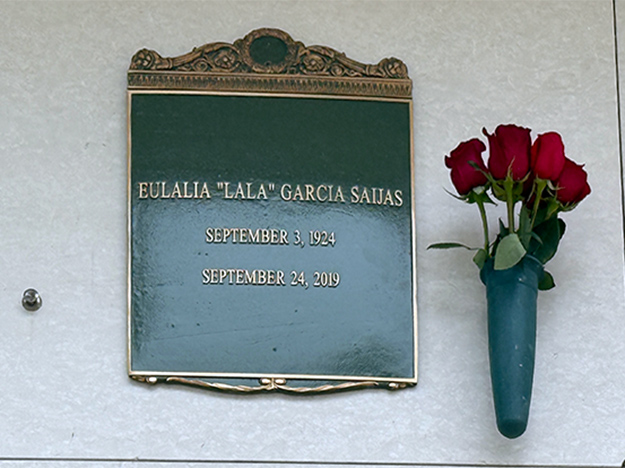 EULALIA "LALA" GARCIA SAIJAS
SEPTEMBER 3, 1924
SEPTEMBER 24, 2019